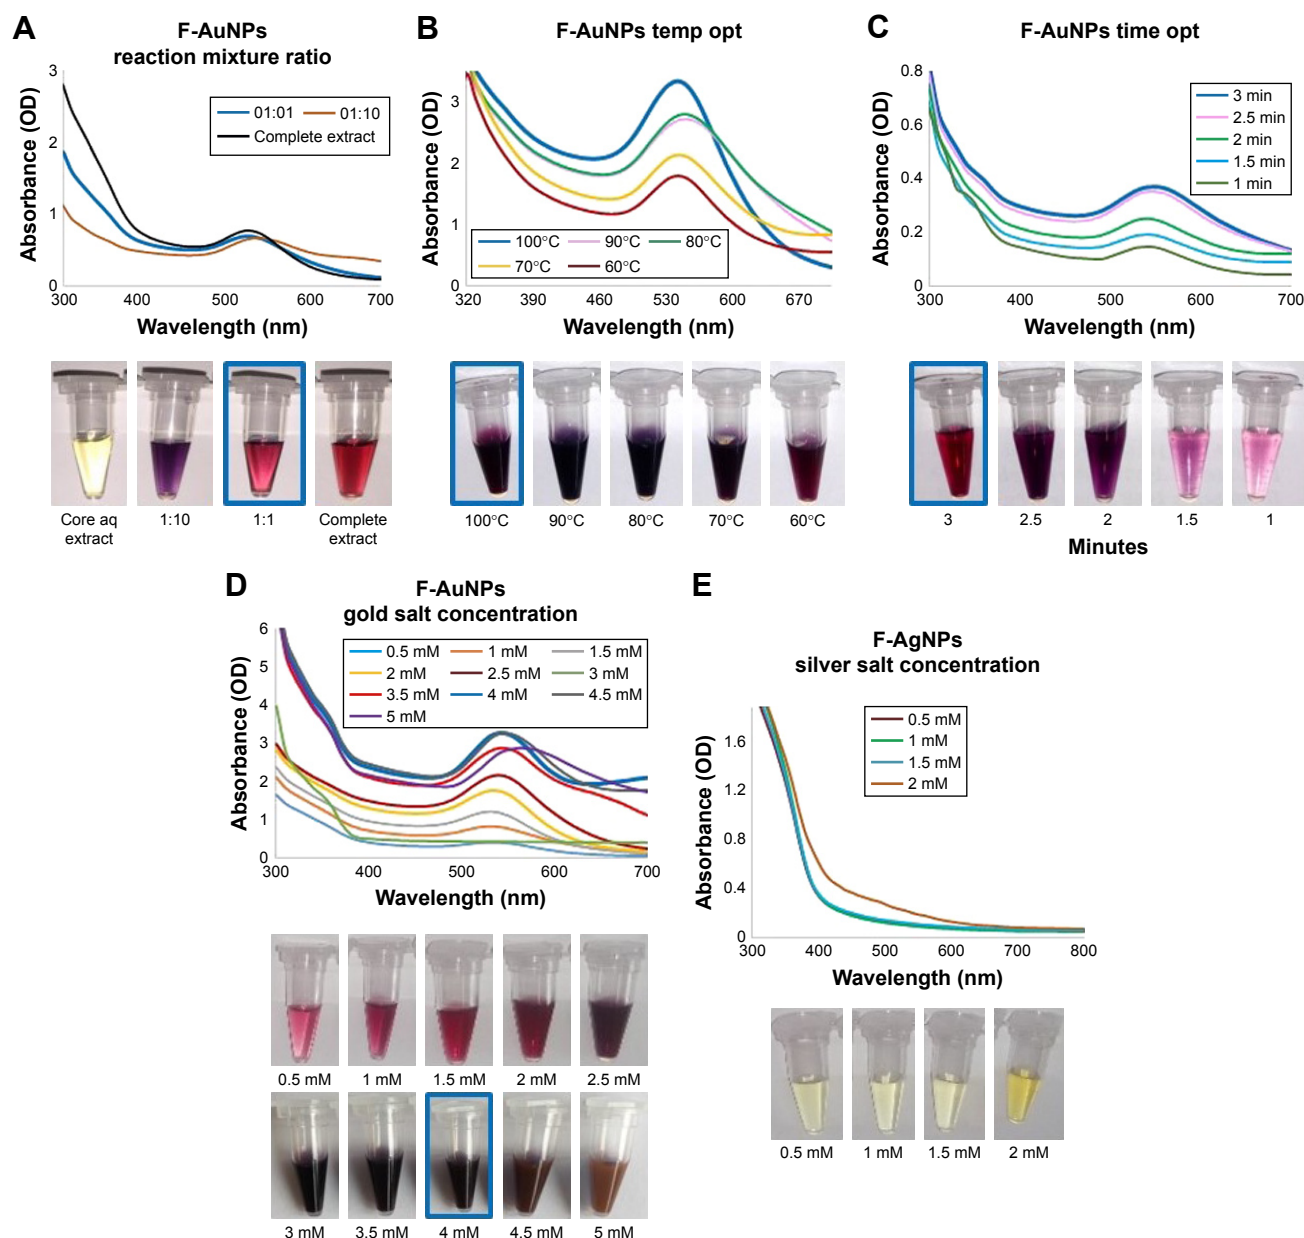 A
F-AuNPs
reaction mixture ratio
Absorbance (OD)
3
2
1
0
01:01 01:10
Complete extract
300 400 500 600 700
Wavelength (nm)
Core aq
extract
1:10
1:1
Complete
extract
B
F-AuNPs temp opt
Absorbance (OD)
3
2
1
0
100°C 90°C 80°C
70°C 60°C
320 390 460 530 600 670
Wavelength (nm)
100°C 90°C 80°C 70°C 60°C
C
F-AuNPs time opt
Absorbance (OD)
0.8
0.6
0.4
0.2
0
3 min
2.5 min
2 min
1.5 min
1 min
300 400 500 600 700
Wavelength (nm)
3 2.5 2 1.5 1
Minutes
D
F-AuNPs
gold salt concentration
Absorbance (OD)
6
5
4
3
2
1
0
0.5 mM 1 mM 1.5 mM
2 mM 2.5 mM 3 mM
3.5 mM 4 mM 4.5 mM
5 mM
300 400 500 600 700
Wavelength (nm)
0.5 mM 1 mM 1.5 mM 2 mM 2.5 mM
3 mM 3.5 mM 4 mM 4.5 mM 5 mM
E
F-AgNPs
silver salt concentration
Absorbance (OD)
1.6
1.2
0.8
0.4
0
0.5 mM
1 mM
1.5 mM
2 mM
300 400 500 600 700 800
Wavelength (nm)
0.5 mM 1 mM 1.5 mM 2 mM